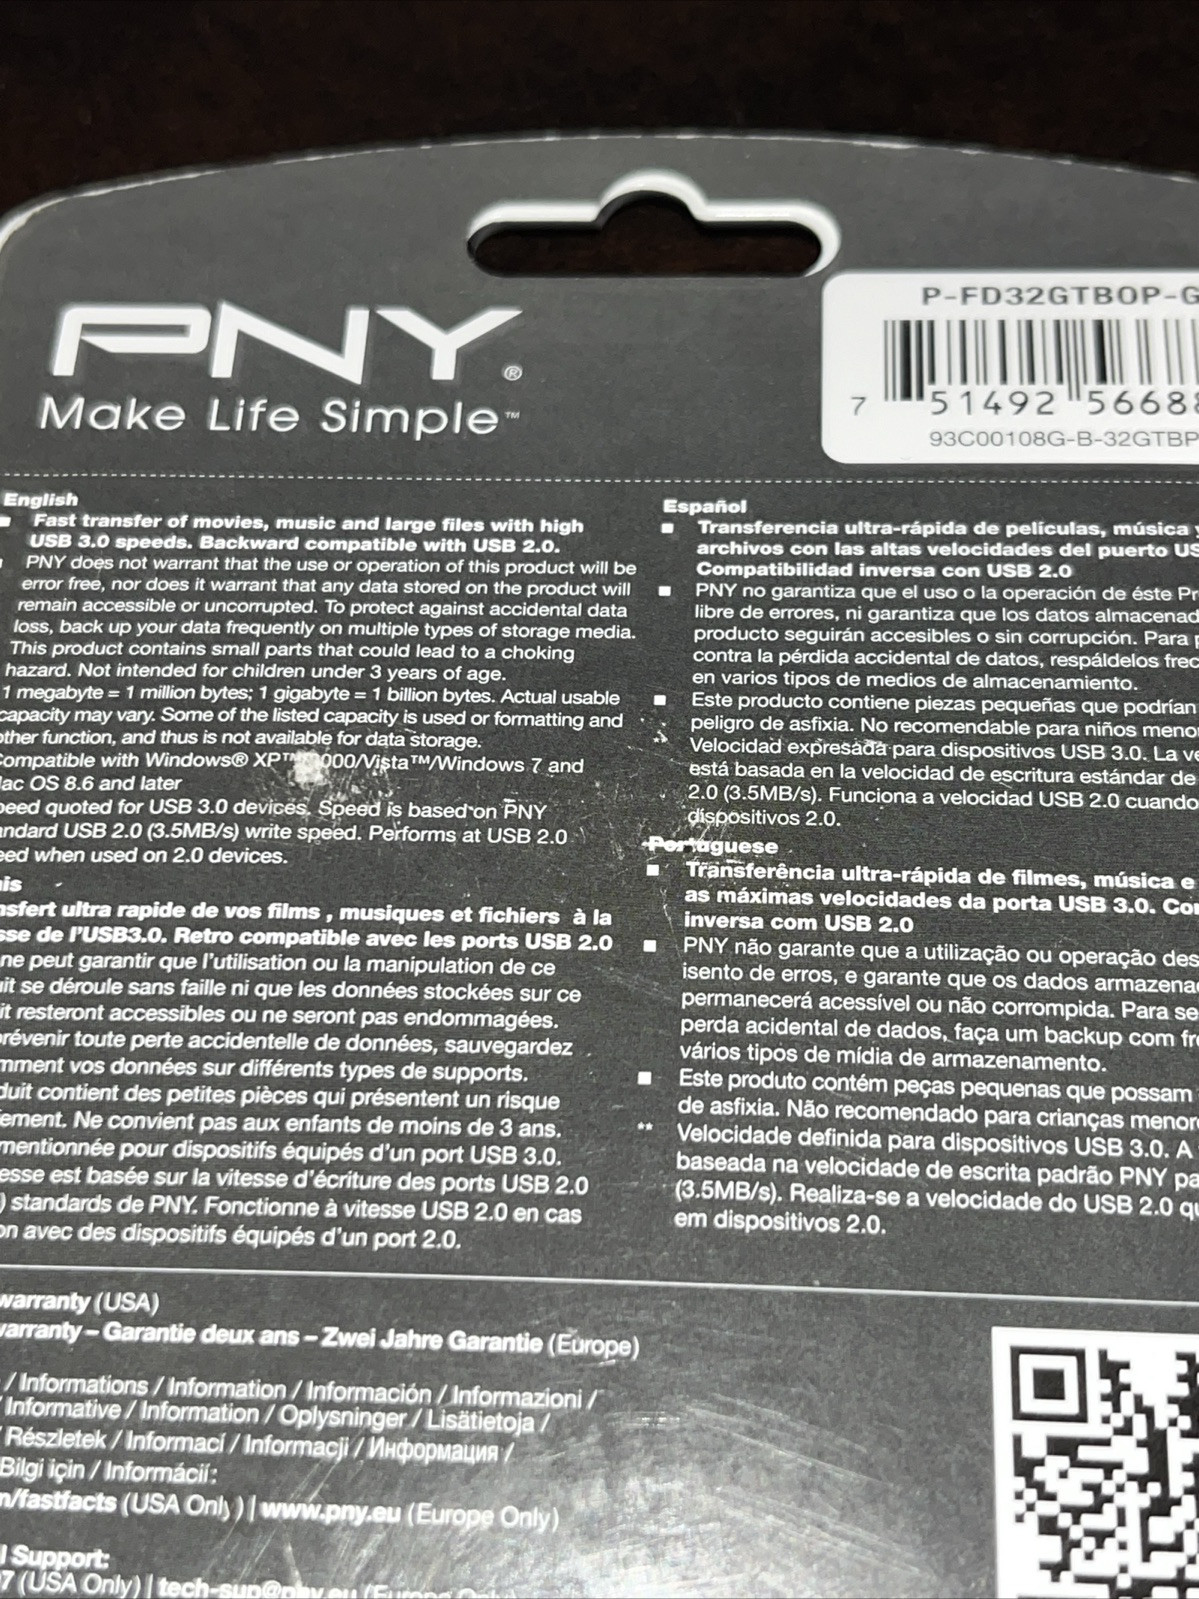 PNY®
Make Life Simple™
P-FD32GTBOP-G
7 51492 5668
93C00108G-B-32GTBP
English
Fast transfer of movies, music and large files with high
USB 3.0 speeds. Backward compatible with USB 2.0.
PNY does not warrant that the use or operation of this product will be
error free, nor does it warrant that any data stored on the product will
remain accessible or uncorrupted. To protect against accidental data
loss, back up your data frequently on multiple types of storage media.
This product contains small parts that could lead to a choking
hazard. Not intended for children under 3 years of age.
1 megabyte = 1 million bytes; 1 gigabyte = 1 billion bytes. Actual usable
capacity may vary. Some of the listed capacity is used or formatting and
other function, and thus is not available for data storage.
Compatible with Windows® XP™ 000/Vista™/Windows 7 and
ac OS 8.6 and later
peed quoted for USB 3.0 devices. Speed is based on PNY
andard USB 2.0 (3.5MB/s) write speed. Performs at USB 2.0
eed when used on 2.0 devices.
ais
nsfert ultra rapide de vos films , musiques et fichiers à la
sse de l'USB3.0. Retro compatible avec les ports USB 2.0
ne peut garantir que l'utilisation ou la manipulation de ce
uit se déroule sans faille ni que les données stockées sur ce
it resteront accessibles ou ne seront pas endommagées.
prévenir toute perte accidentelle de données, sauvegardez
mment vos données sur différents types de supports.
duit contient des petites pièces qui présentent un risque
ement. Ne convient pas aux enfants de moins de 3 ans.
mentionnée pour dispositifs équipés d'un port USB 3.0.
esse est basée sur la vitesse d'écriture des ports USB 2.0
) standards de PNY. Fonctionne à vitesse USB 2.0 en cas
on avec des dispositifs équipés d'un port 2.0.
Español
Transferencia ultra-rápida de películas, música y
archivos con las altas velocidades del puerto US
Compatibilidad inversa con USB 2.0
PNY no garantiza que el uso o la operación de éste Pr
libre de errores, ni garantiza que los datos almacenad
producto seguirán accesibles o sin corrupción. Para p
contra la pérdida accidental de datos, respáldelos frec
en varios tipos de medios de almacenamiento.
Este producto contiene piezas pequeñas que podrían
peligro de asfixia. No recomendable para niños meno
** Velocidad expresada para dispositivos USB 3.0. La ve
está basada en la velocidad de escritura estándar de
2.0 (3.5MB/s). Funciona a velocidad USB 2.0 cuando
dispositivos 2.0.
Portuguese
Transferência ultra-rápida de filmes, música e
as máximas velocidades da porta USB 3.0. Com
inversa com USB 2.0
PNY não garante que a utilização ou operação des
isento de erros, e garante que os dados armazena
permanecerá acessível ou não corrompida. Para se
perda acidental de dados, faça um backup com fre
vários tipos de mídia de armazenamento.
Este produto contém peças pequenas que possam
de asfixia. Não recomendado para crianças menor
** Velocidade definida para dispositivos USB 3.0. A
baseada na velocidade de escrita padrão PNY pa
(3.5MB/s). Realiza-se a velocidade do USB 2.0 qu
em dispositivos 2.0.
warranty (USA)
warranty – Garantie deux ans – Zwei Jahre Garantie (Europe)
/ Informations / Information / Información / Informazioni /
Informative / Information / Oplysninger / Lisätietoja /
Részletek / Informací / Informacji / Информация /
Bilgi için / Informácií:
m/fastfacts (USA Only) | www.pny.eu (Europe Only)
l Support:
7 (USA Only) | tech-sup@pny.eu (Europe Only